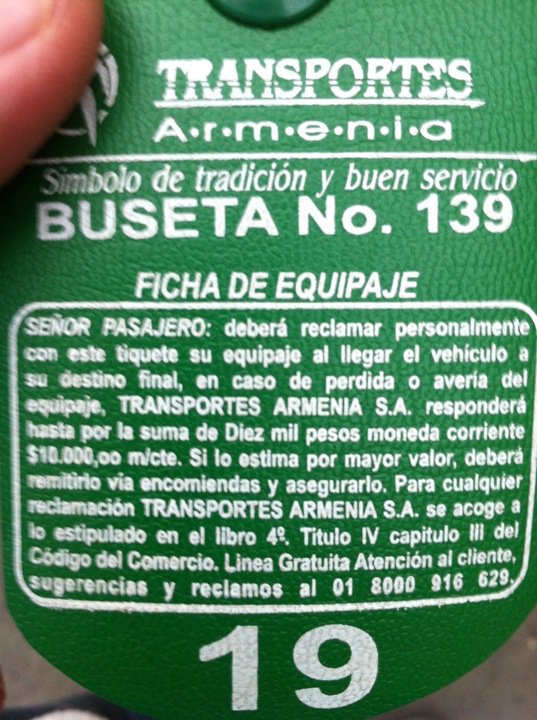 TRANSPORTES
A·r·m·e·n·i·a
Simbolo de tradición y buen servicio
BUSETA No. 139
FICHA DE EQUIPAJE
SEÑOR PASAJERO: deberá reclamar personalmente
con este tiquete su equipaje al llegar el vehículo a
su destino final, en caso de perdida o avería del
equipaje, TRANSPORTES ARMENIA S.A. responderá
hasta por la suma de Diez mil pesos moneda corriente
$10.000,oo m/cte. Si lo estima por mayor valor, deberá
remitirlo vía encomiendas y asegurarlo. Para cualquier
reclamación TRANSPORTES ARMENIA S.A. se acoge a
lo estipulado en el libro 4º. Titulo IV capitulo III del
Código del Comercio. Linea Gratuita Atención al cliente,
sugerencias y reclamos al 01 8000 916 629.
19